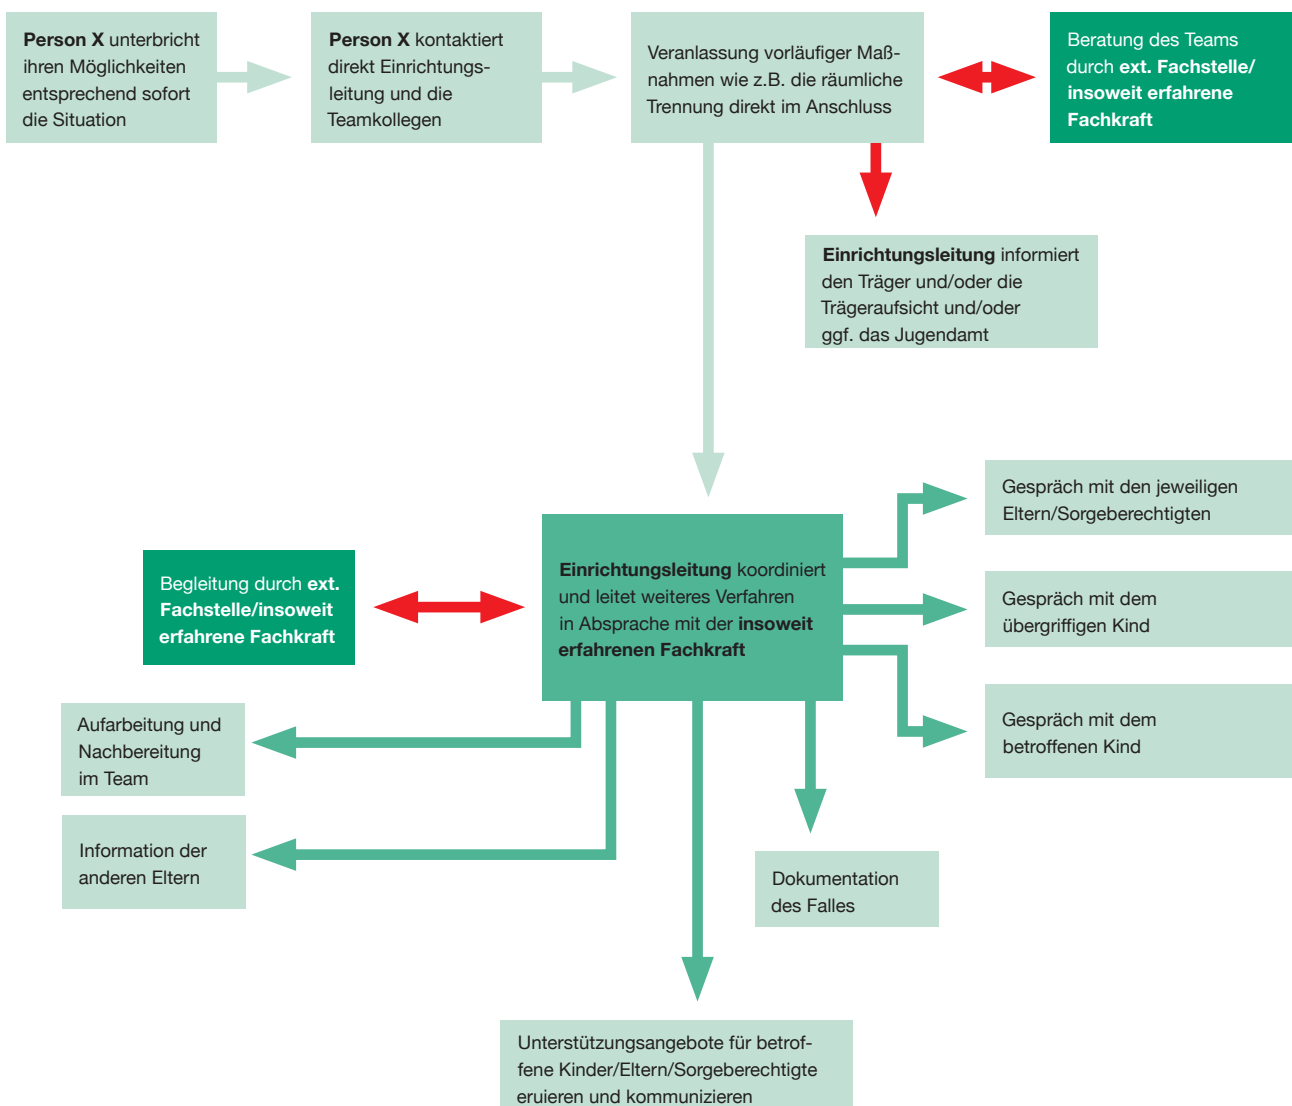 Person X unterbricht
ihren Möglichkeiten
entsprechend sofort
die Situation
Person X kontaktiert
direkt Einrichtungs-
leitung und die
Teamkollegen
Veranlassung vorläufiger Maß-
nahmen wie z.B. die räumliche
Trennung direkt im Anschluss
Beratung des Teams
durch ext. Fachstelle/
insoweit erfahrene
Fachkraft
Einrichtungsleitung informiert
den Träger und/oder die
Trägeraufsicht und/oder
ggf. das Jugendamt
Gespräch mit den jeweiligen
Eltern/Sorgeberechtigten
Begleitung durch ext.
Fachstelle/insoweit
erfahrene Fachkraft
Einrichtungsleitung koordiniert
und leitet weiteres Verfahren
in Absprache mit der insoweit
erfahrenen Fachkraft
Gespräch mit dem
übergriffigen Kind
Gespräch mit dem
betroffenen Kind
Aufarbeitung und
Nachbereitung
im Team
Information der
anderen Eltern
Dokumentation
des Falles
Unterstützungsangebote für betrof-
fene Kinder/Eltern/Sorgeberechtigte
eruieren und kommunizieren